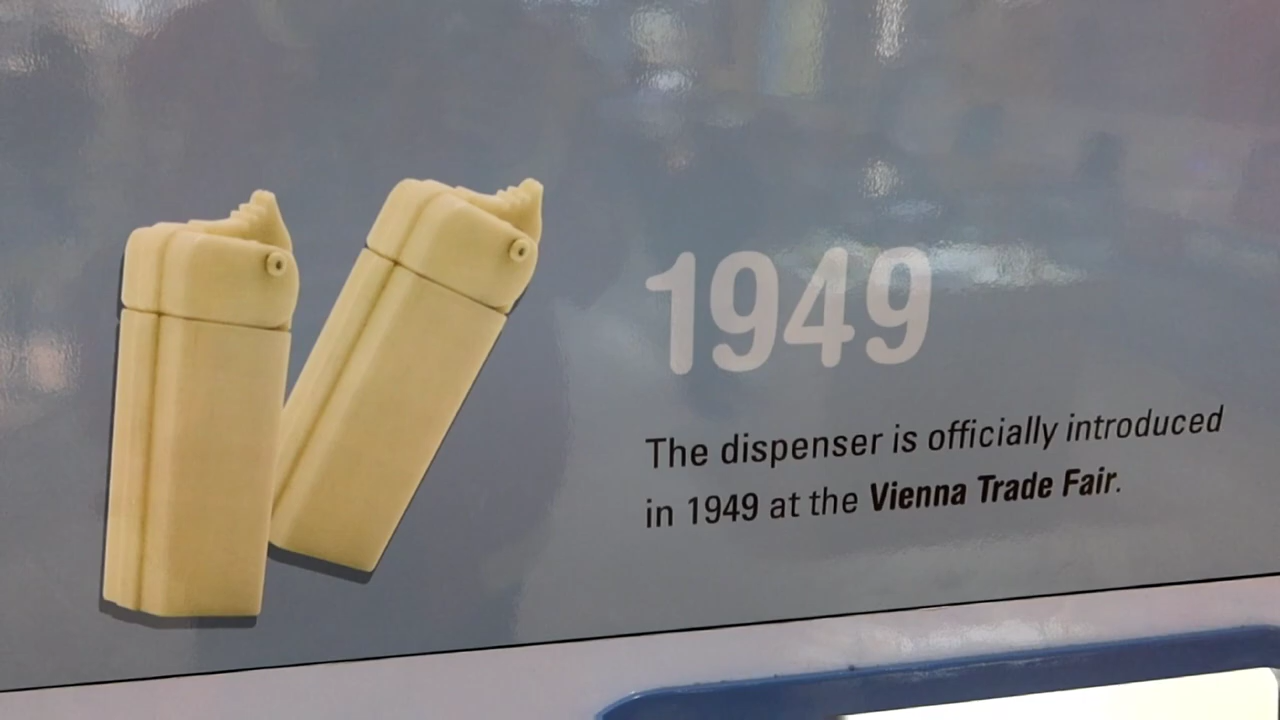 1949
The dispenser is officially introduced
in 1949 at the Vienna Trade Fair.